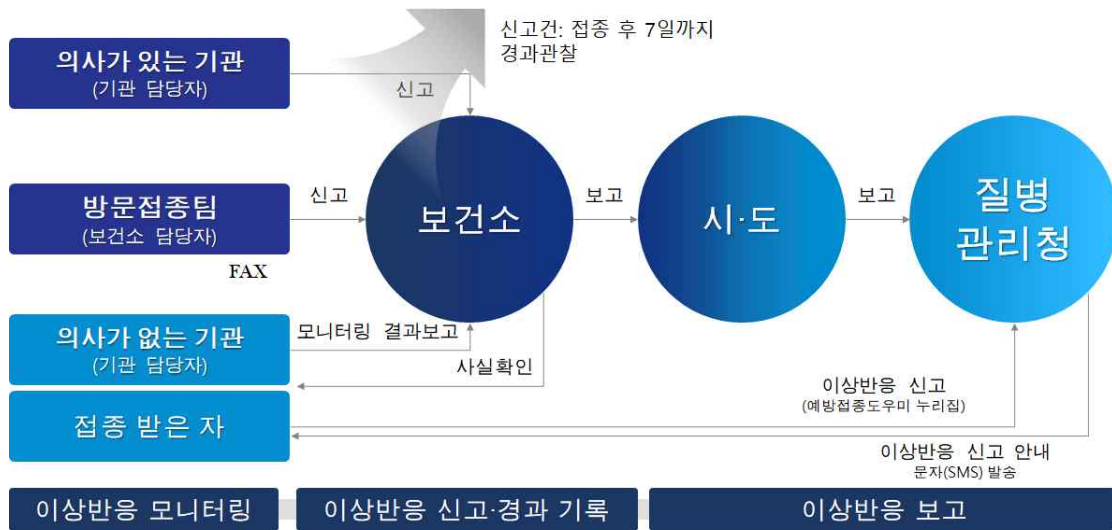 신고건: 접종 후 7일까지
경과관찰
의사가 있는 기관
(기관 담당자)
신고
방문접종팀
(보건소 담당자)
FAX
신고
보건소
보고
시·도
보고
질병
관리청
의사가 없는 기관
(기관 담당자)
모니터링 결과보고
사실확인
접종 받은 자
이상반응 신고
(예방접종도우미 누리집)
이상반응 신고 안내
문자(SMS) 발송
이상반응 모니터링
이상반응 신고·경과 기록
이상반응 보고